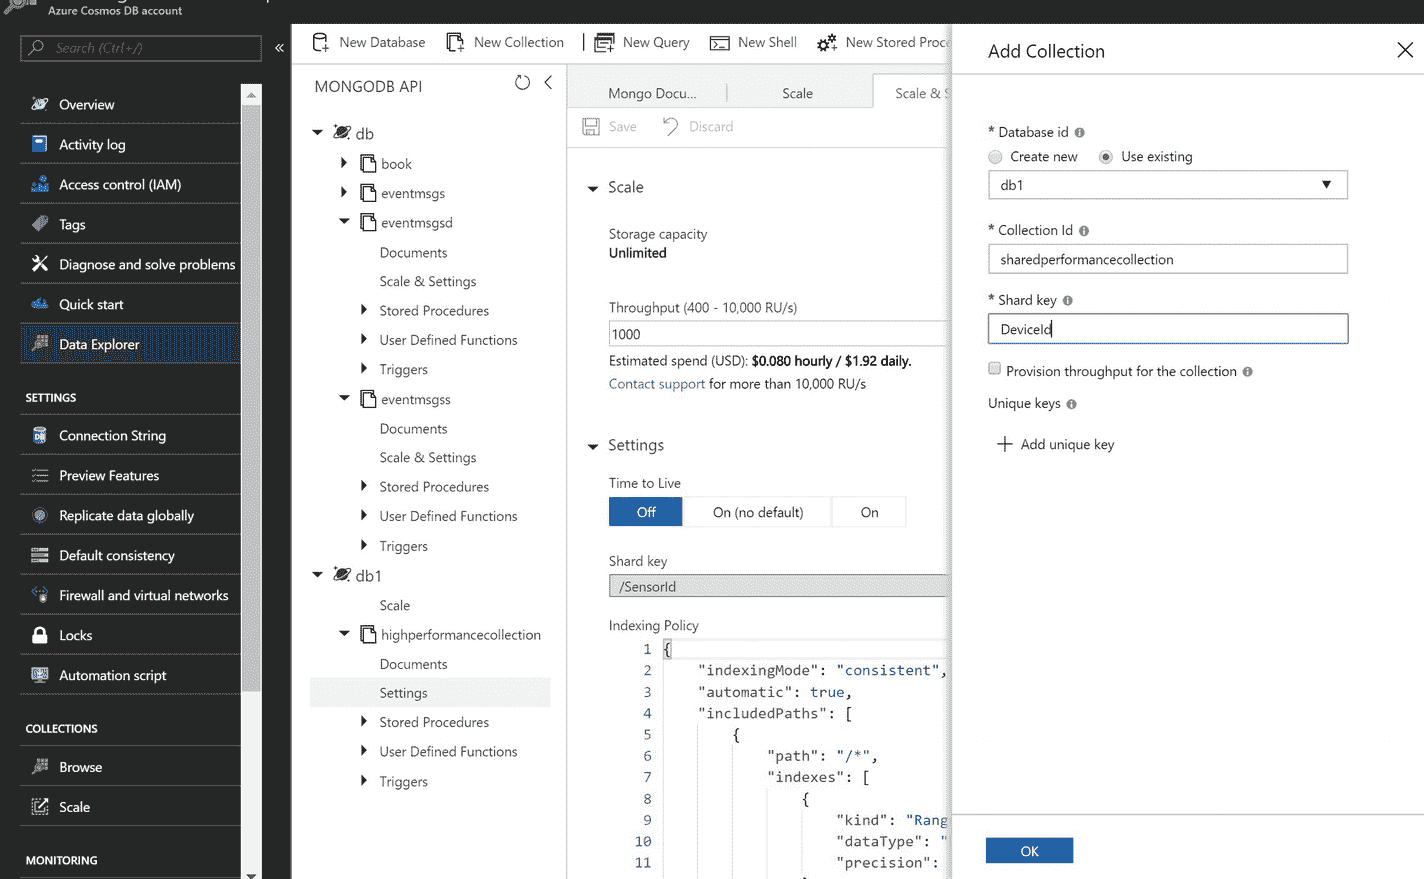 Azure Cosmos DB account
Search (Ctrl+/)
Overview
Activity log
Access control (IAM)
Tags
Diagnose and solve problems
Quick start
Data Explorer
SETTINGS
Connection String
Preview Features
Replicate data globally
Default consistency
Firewall and virtual networks
Locks
Automation script
COLLECTIONS
Browse
Scale
MONITORING
New Database
New Collection
New Query
New Shell
New Stored Proc
MONGODB API
db
book
eventmsgs
eventmsgsd
Documents
Scale & Settings
Stored Procedures
User Defined Functions
Triggers
eventmsgss
Documents
Scale & Settings
Stored Procedures
User Defined Functions
Triggers
db1
Scale
highperformancecollection
Documents
Settings
Stored Procedures
User Defined Functions
Triggers
Mongo Docu...
Scale
Scale & S
Save
Discard
Scale
Storage capacity
Unlimited
Throughput (400 - 10,000 RU/s)
1000
Estimated spend (USD): $0.080 hourly / $1.92 daily.
Contact support for more than 10,000 RU/s
Settings
Time to Live
Off
On (no default)
On
Shard key
/SensorId
Indexing Policy
1 {
2 "indexingMode": "consistent",
3 "automatic": true,
4 "includedPaths": [
5 {
6 "path": "/*",
7 "indexes": [
8 {
9 "kind": "Rang
10 "dataType": "
11 "precision":
Add Collection
* Database id
Create new
Use existing
db1
* Collection Id
sharedperformancecollection
* Shard key
DeviceId
Provision throughput for the collection
Unique keys
Add unique key
OK